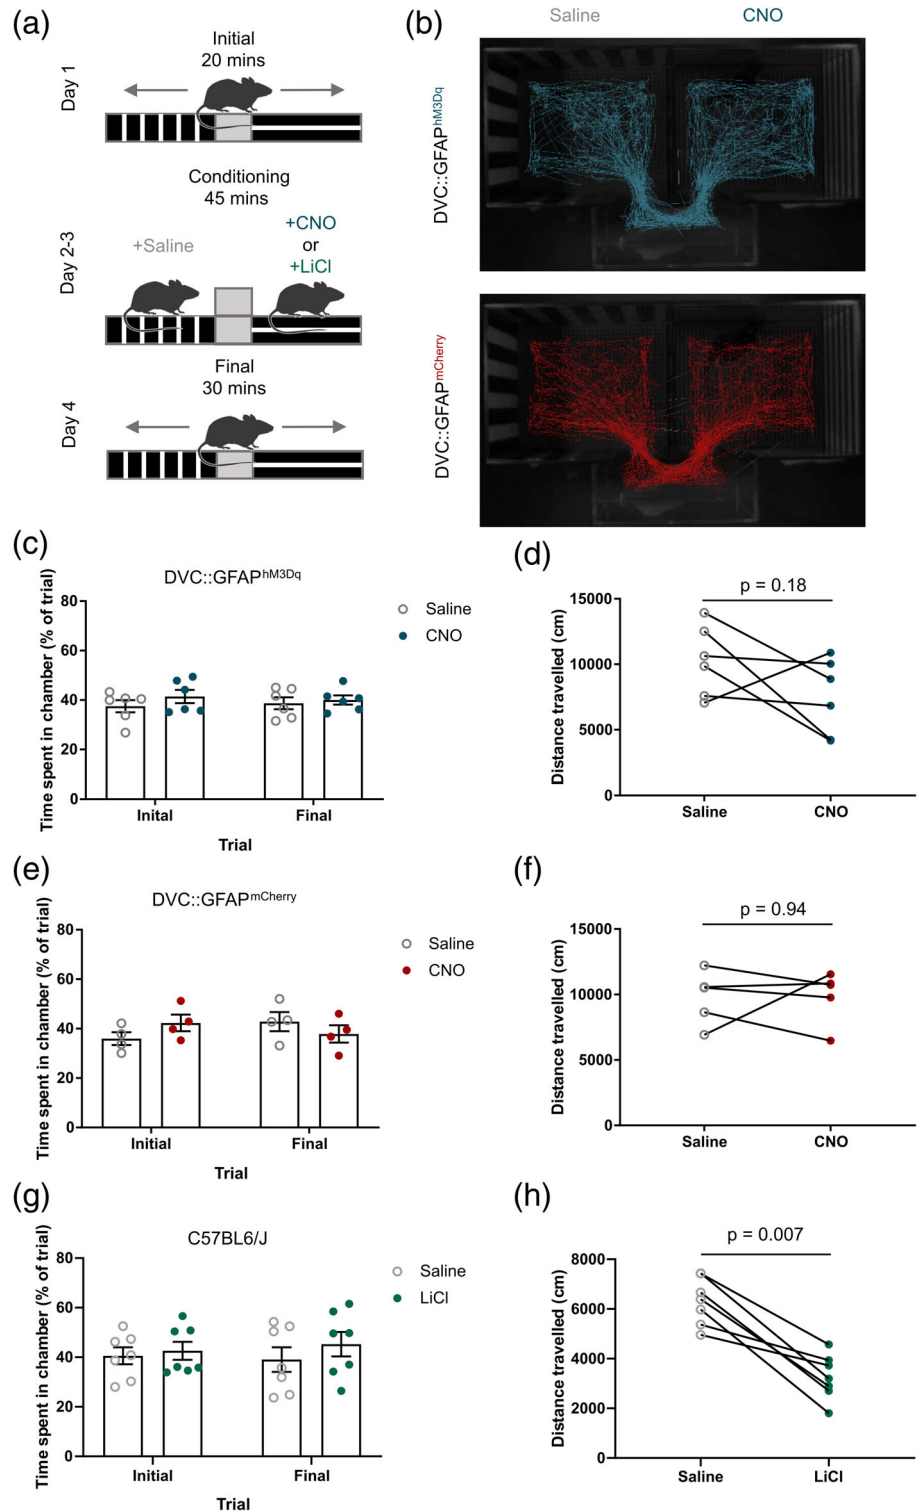 (a)
Day 1
Initial
20 mins
Day 2-3
Conditioning
45 mins
+Saline
+CNO
or
+LiCl
Day 4
Final
30 mins
(b)
Saline
CNO
DVC::GFAPhM3Dq
DVC::GFAPmCherry
(c)
DVC::GFAPhM3Dq
Time spent in chamber (% of trial)
80
60
40
20
0
Inital
Final
Trial
Saline
CNO
(d)
p = 0.18
Distance travelled (cm)
15000
10000
5000
0
Saline
CNO
(e)
DVC::GFAPmCherry
Time spent in chamber (% of trial)
80
60
40
20
0
Initial
Final
Trial
Saline
CNO
(f)
p = 0.94
Distance travelled (cm)
15000
10000
5000
0
Saline
CNO
(g)
C57BL6/J
Time spent in chamber (% of trial)
80
60
40
20
0
Initial
Final
Trial
Saline
LiCl
(h)
p = 0.007
Distance travelled (cm)
8000
6000
4000
2000
0
Saline
LiCl